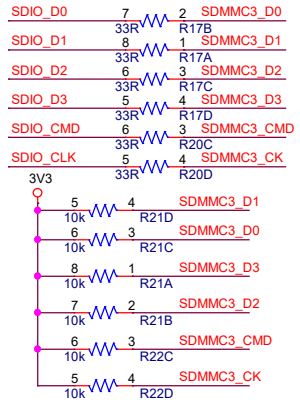 SDIO_D0 7 2 SDMMC3_D0
33R R17B
SDIO_D1 8 1 SDMMC3_D1
33R R17A
SDIO_D2 6 3 SDMMC3_D2
33R R17C
SDIO_D3 5 4 SDMMC3_D3
33R R17D
SDIO_CMD 6 3 SDMMC3_CMD
33R R20C
SDIO_CLK 5 4 SDMMC3_CK
33R R20D
3V3
5 4 SDMMC3_D1
10k R21D
6 3 SDMMC3_D0
10k R21C
8 1 SDMMC3_D3
10k R21A
7 2 SDMMC3_D2
10k R21B
6 3 SDMMC3_CMD
10k R22C
5 4 SDMMC3_CK
10k R22D